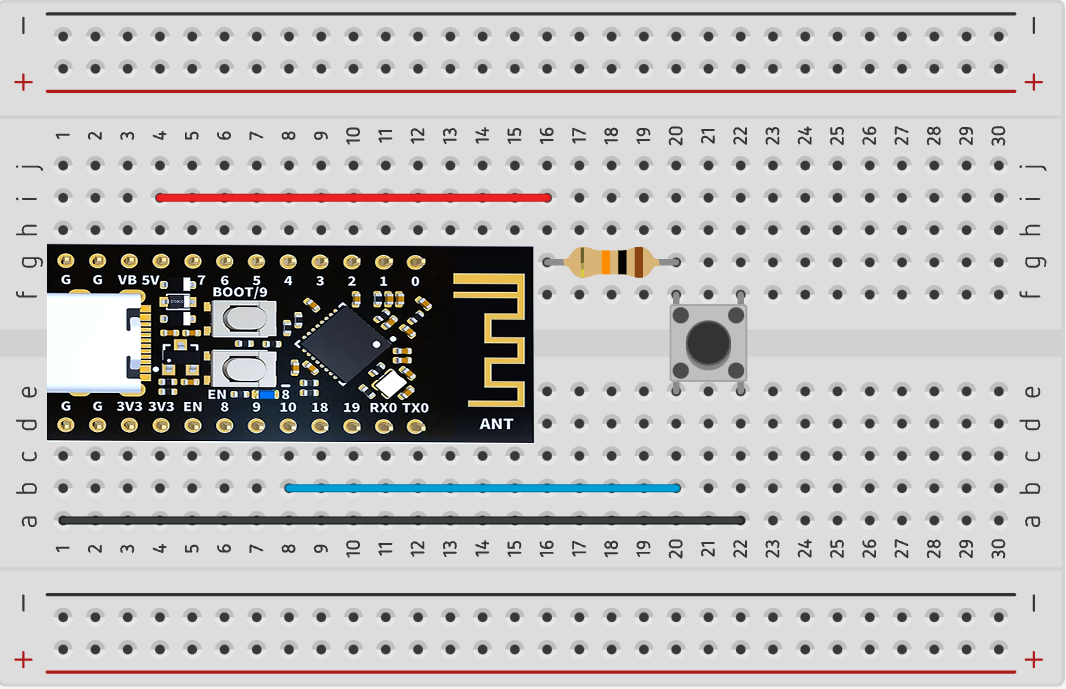 – –
+ +
1 2 3 4 5 6 7 8 9 10 11 12 13 14 15 16 17 18 19 20 21 22 23 24 25 26 27 28 29 30
j j
i i
h h
g g
G G VB 5V 7 6 5 4 3 2 1 0
f f
BOOT/9
e e
EN 8
G G 3V3 3V3 EN 8 9 10 18 19 RX0 TX0
d ANT d
c c
b b
a a
1 2 3 4 5 6 7 8 9 10 11 12 13 14 15 16 17 18 19 20 21 22 23 24 25 26 27 28 29 30
– –
+ +